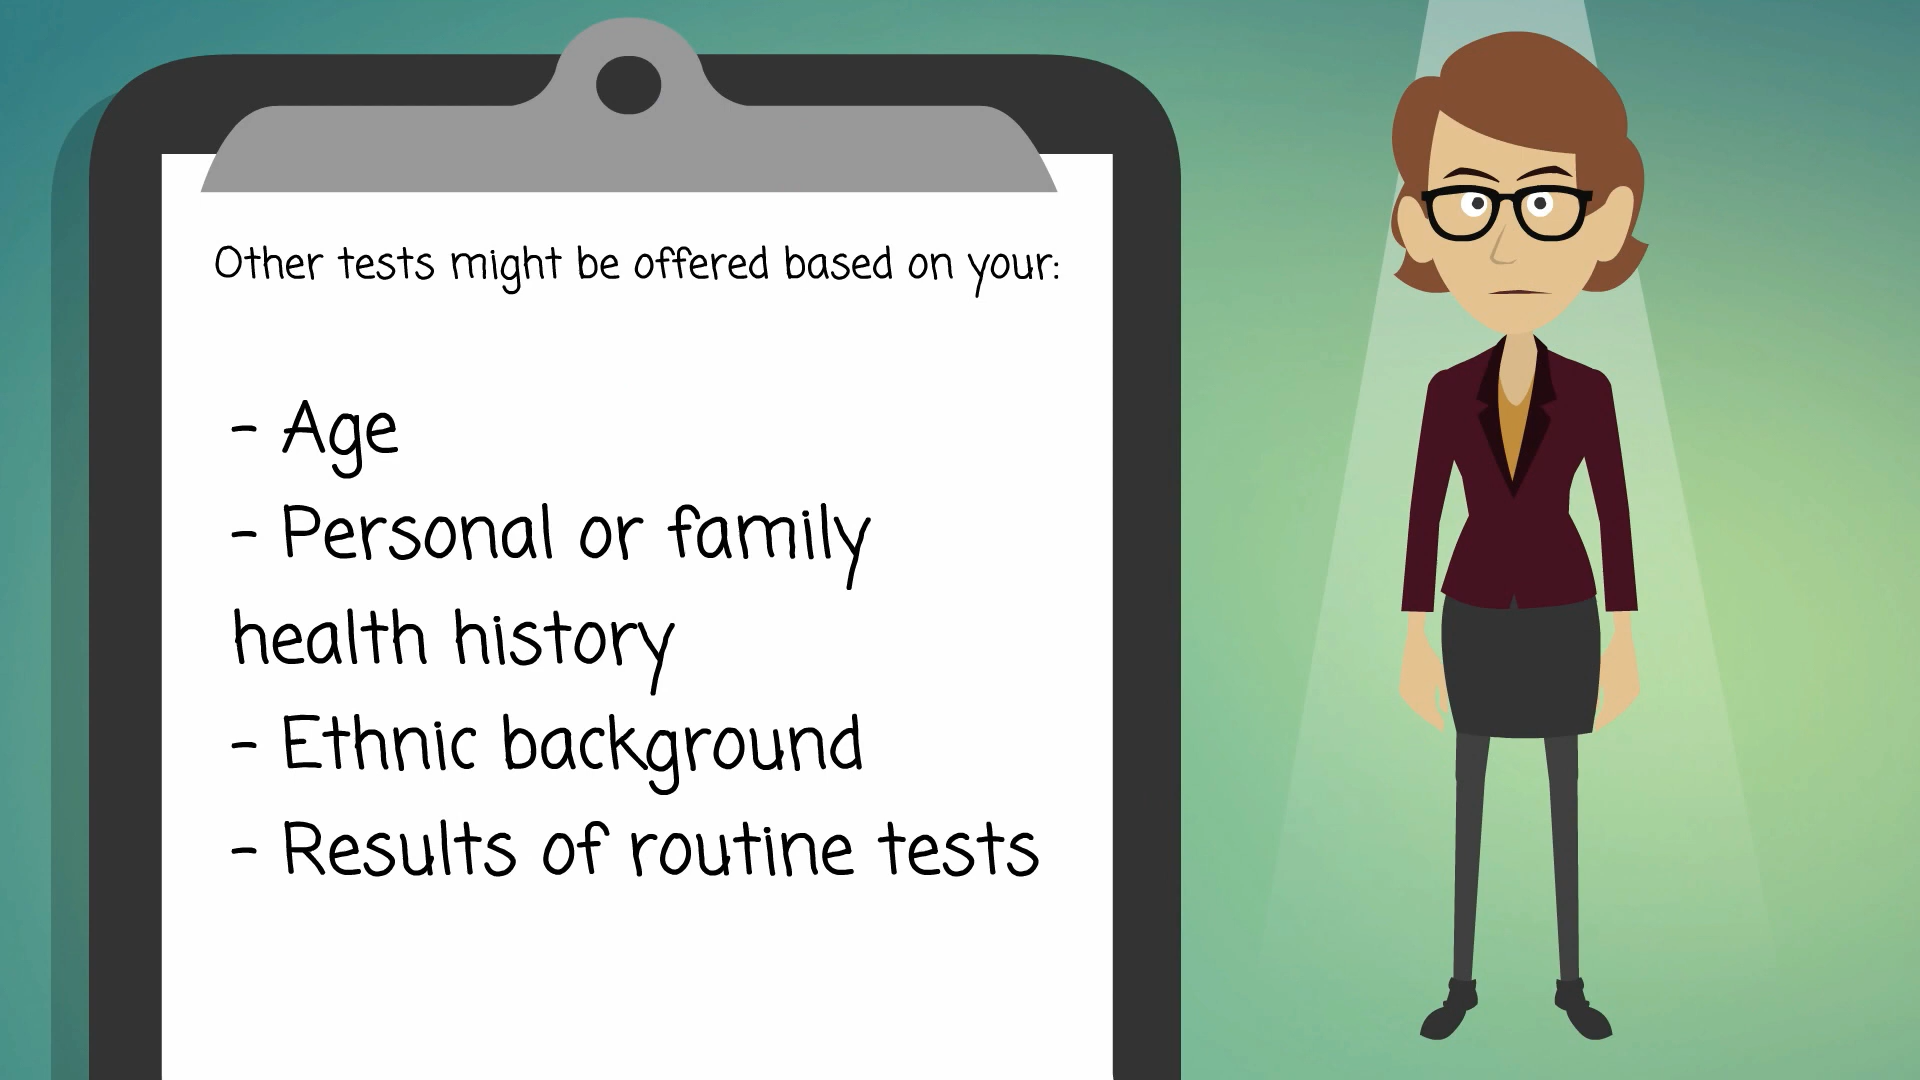 Other tests might be offered based on your:
- Age
- Personal or family
health history
- Ethnic background
- Results of routine tests